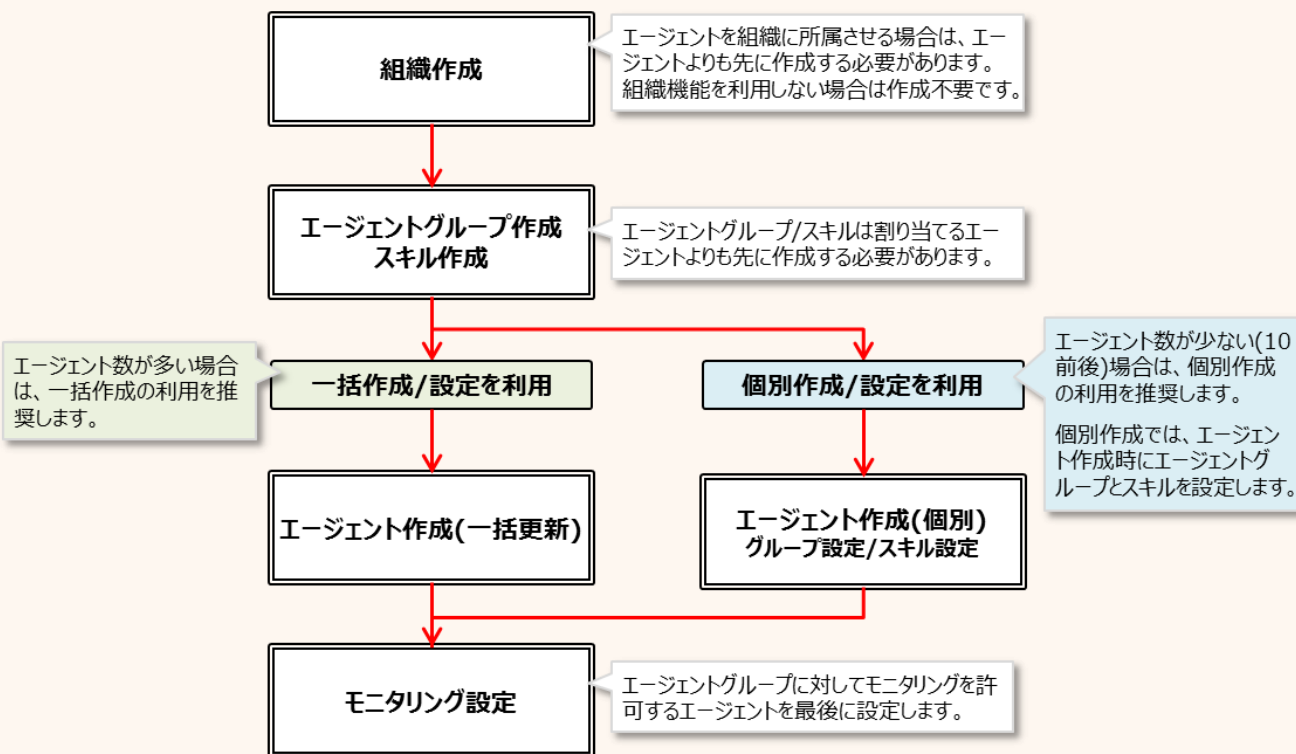 組織作成
エージェントを組織に所属させる場合は、エー
ジェントよりも先に作成する必要があります。
組織機能を利用しない場合は作成不要です。
エージェントグループ作成
スキル作成
エージェントグループ/スキルは割り当てるエー
ジェントよりも先に作成する必要があります。
エージェント数が多い場合
は、一括作成の利用を推
奨します。
一括作成/設定を利用
個別作成/設定を利用
エージェント数が少ない(10
前後)場合は、個別作成
の利用を推奨します。
個別作成では、エージェン
ト作成時にエージェントグ
ループとスキルを設定します。
エージェント作成(一括更新)
エージェント作成(個別)
グループ設定/スキル設定
モニタリング設定
エージェントグループに対してモニタリングを許
可するエージェントを最後に設定します。